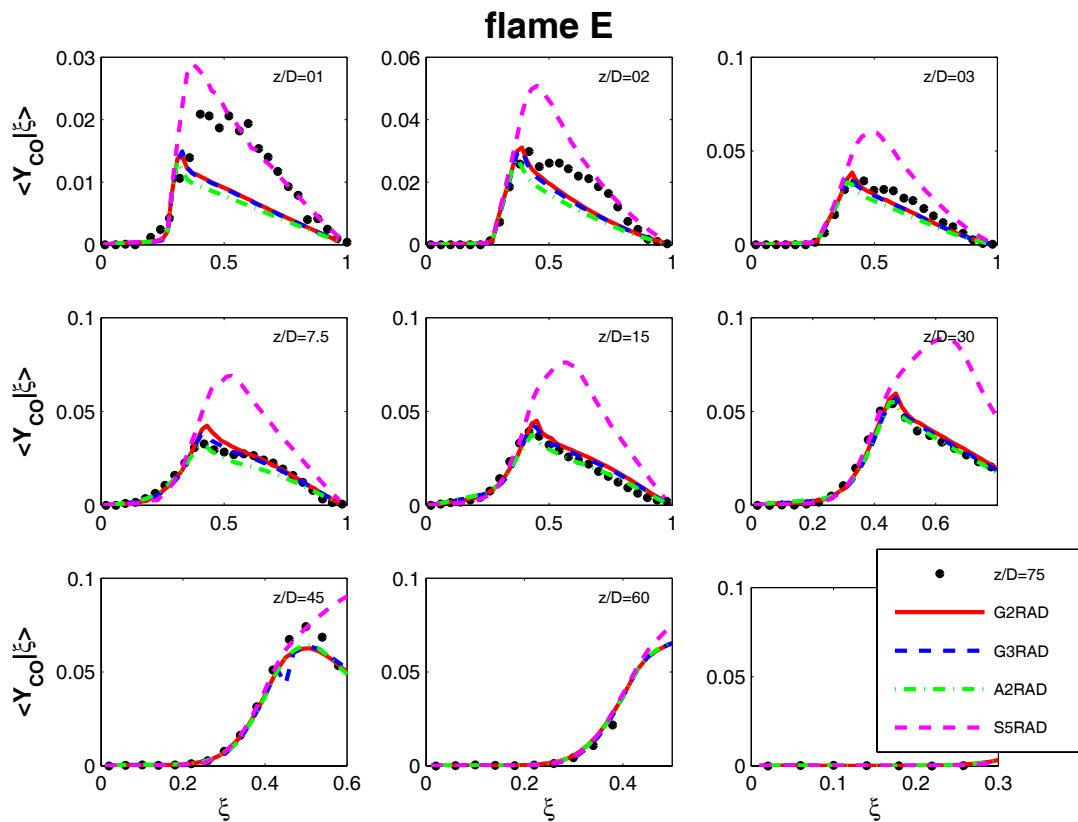 flame E
<Y_CO|ξ>
0.03
0.02
0.01
0
z/D=01
0 0.5 1
0.06
0.04
0.02
0
z/D=02
0 0.5 1
0.1
0.05
0
z/D=03
0 0.5 1
<Y_CO|ξ>
0.1
0.05
0
z/D=7.5
0 0.5 1
0.1
0.05
0
z/D=15
0 0.5 1
0.1
0.05
0
z/D=30
0 0.2 0.4 0.6
<Y_CO|ξ>
0.1
0.05
0
z/D=45
0 0.2 0.4 0.6
ξ
0.1
0.05
0
z/D=60
0 0.2 0.4
ξ
0.1
0.05
0
z/D=75
G2RAD
G3RAD
A2RAD
S5RAD
0 0.1 0.2 0.3
ξ